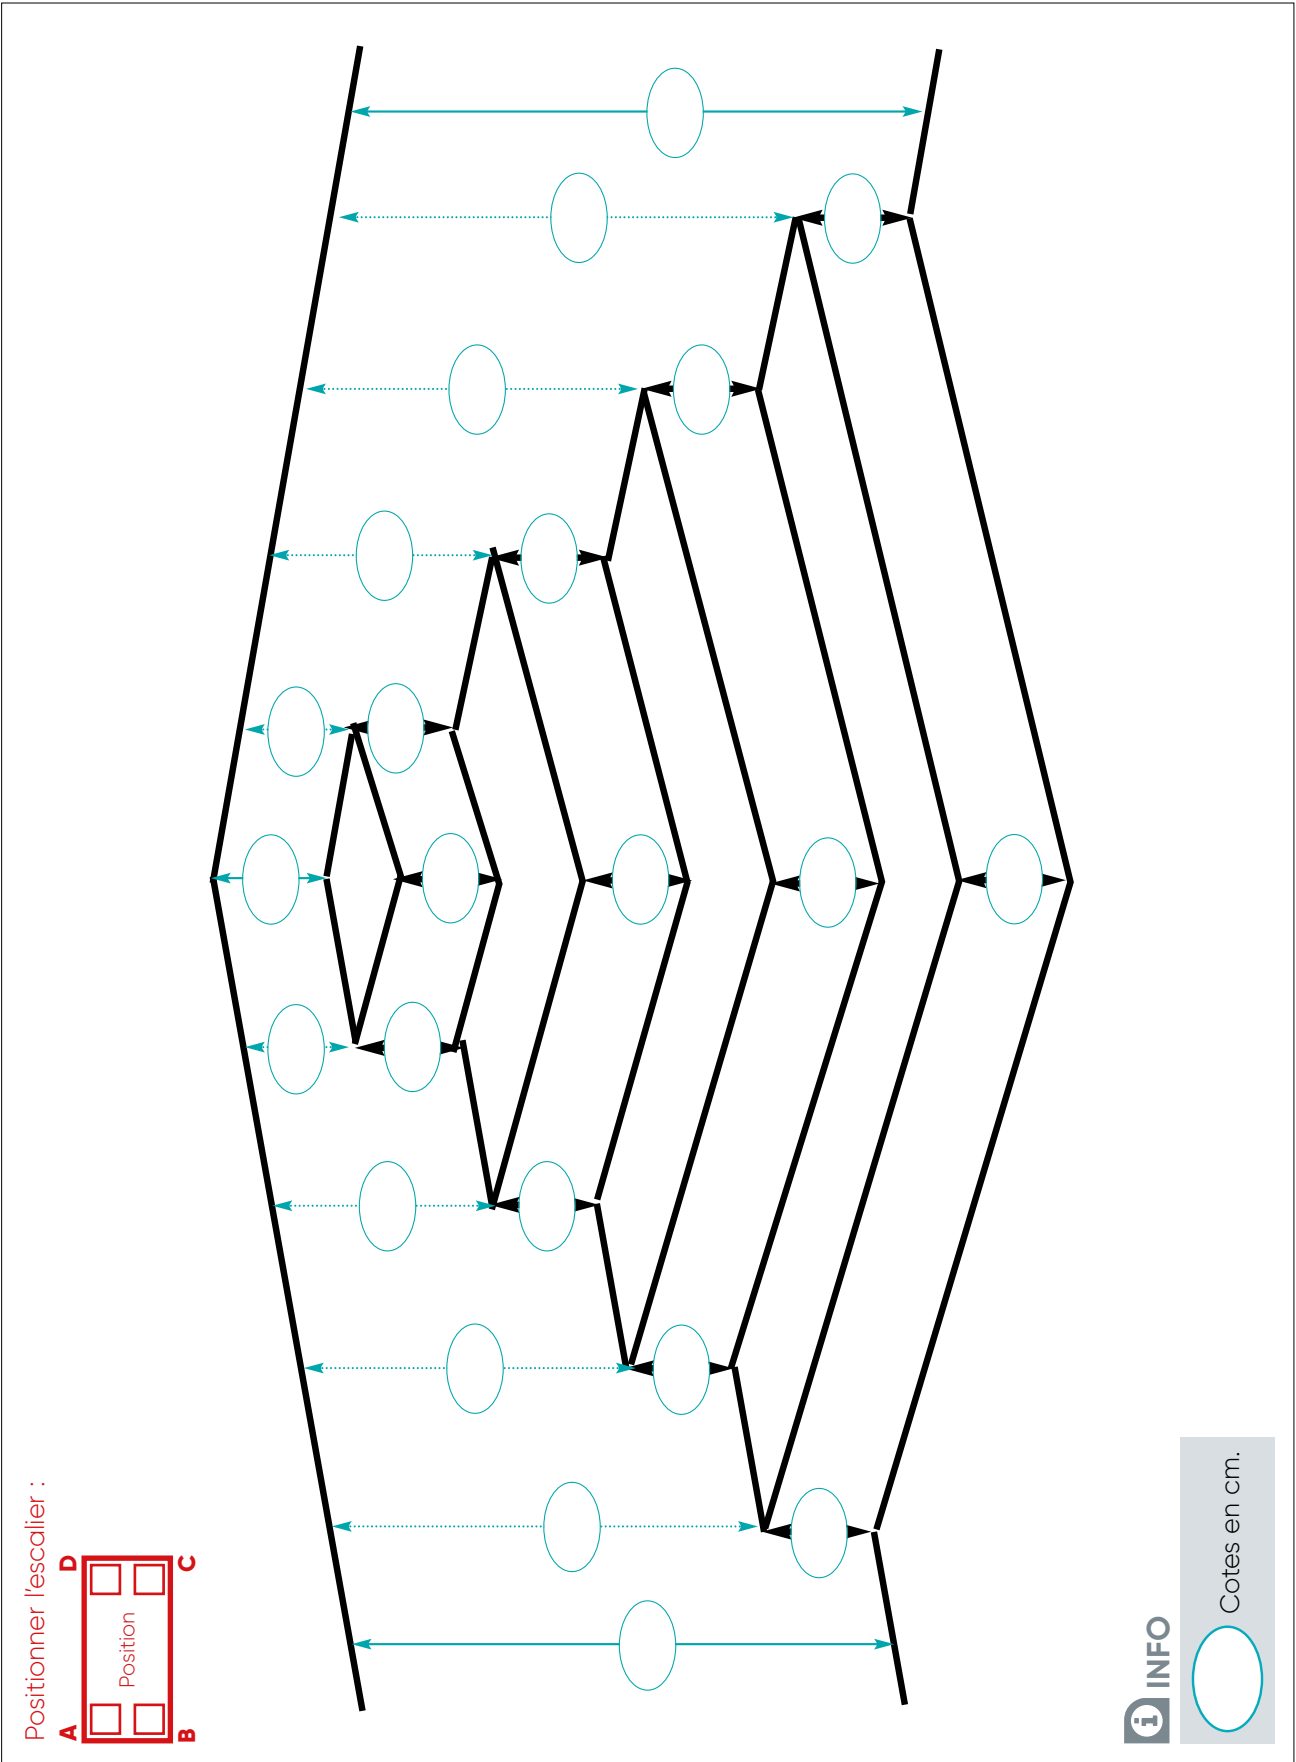 Positionner l'escalier :
A
D
Position
B
C
i INFO
Cotes en cm.